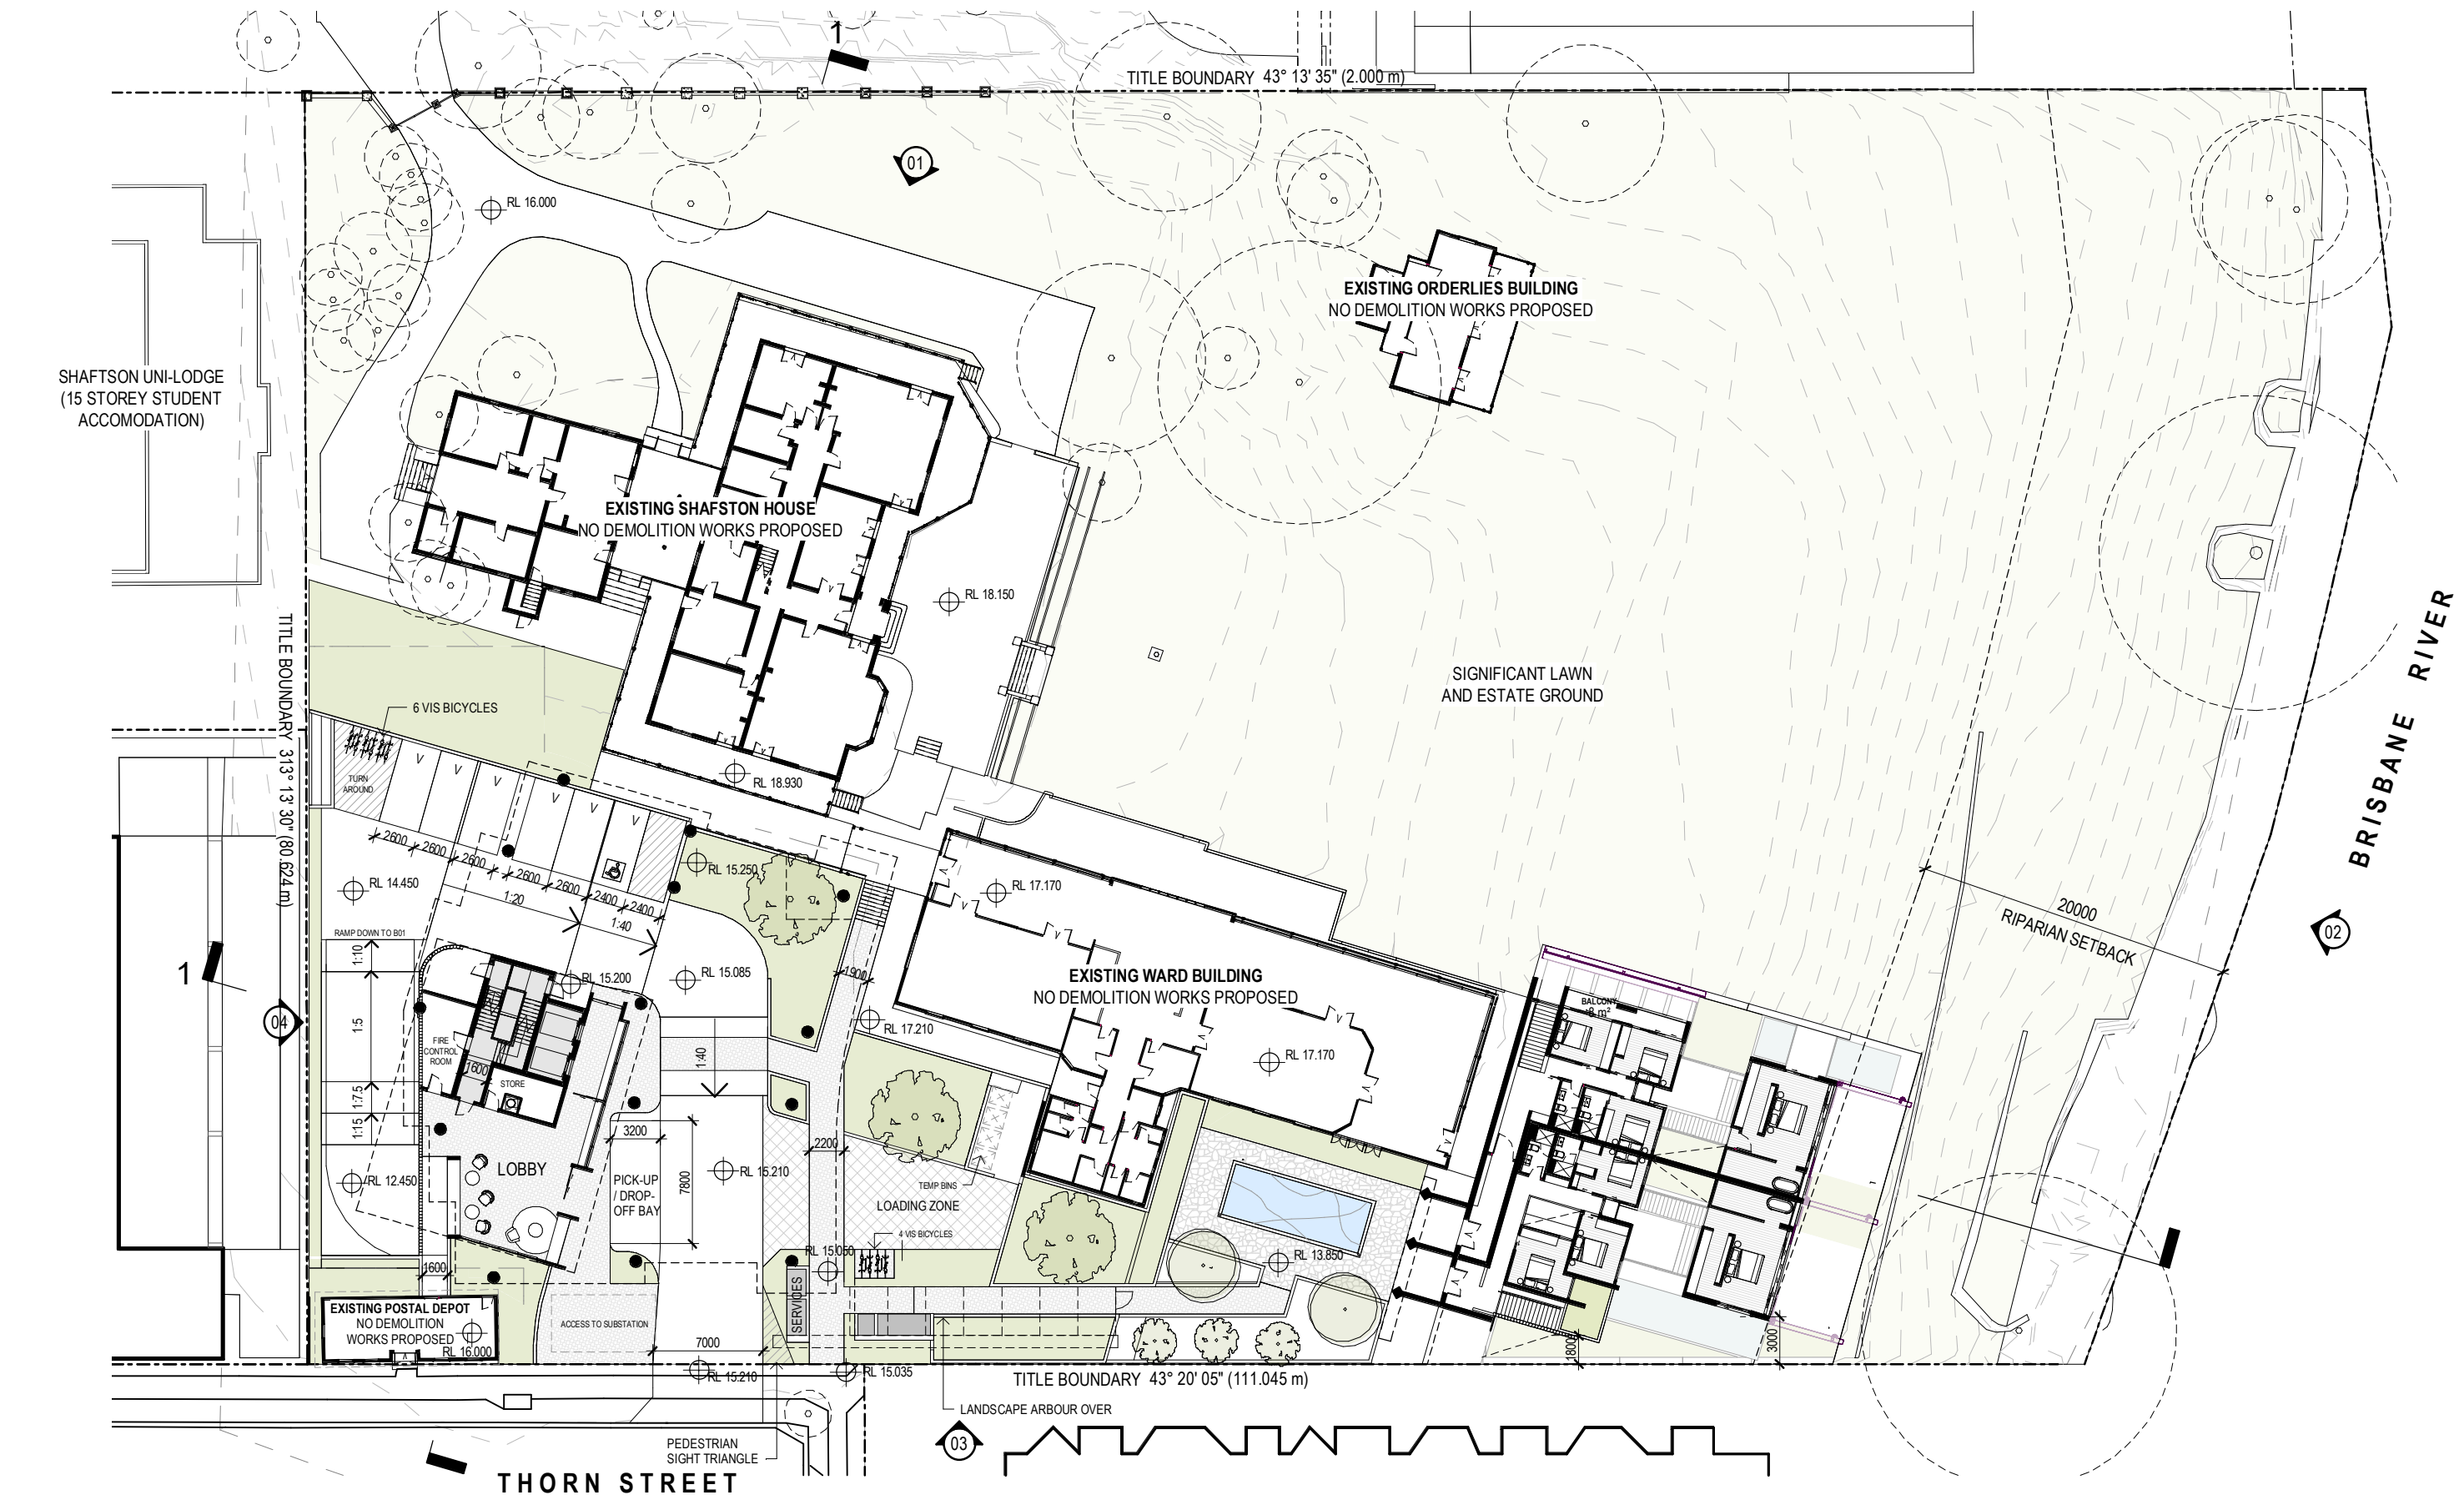 1
TITLE BOUNDARY 43° 13' 35" (2.000 m)
01
RL 16.000
EXISTING ORDERLIES BUILDING
NO DEMOLITION WORKS PROPOSED
SHAFTSON UNI-LODGE
(15 STOREY STUDENT
ACCOMODATION)
EXISTING SHAFSTON HOUSE
NO DEMOLITION WORKS PROPOSED
RL 18.150
BRISBANE RIVER
TITLE BOUNDARY 313° 13' 30" (80.624 m)
SIGNIFICANT LAWN
AND ESTATE GROUND
6 VIS BICYCLES
TURN
AROUND
V
V
V
V
V
V
RL 18.930
2600
2600
2600
2600
2600
2400
2400
RL 15.250
RL 14.450
1:20
1:40
RL 17.170
20000
RIPARIAN SETBACK
02
RAMP DOWN TO B01
1:10
1:5
1:7.5
1:15
1
04
RL 15.200
RL 15.085
1900
EXISTING WARD BUILDING
NO DEMOLITION WORKS PROPOSED
RL 17.210
RL 17.170
BALCONY
8 m²
FIRE
CONTROL
ROOM
1600
STORE
1:40
3200
2200
LOBBY
PICK-UP
/ DROP-
OFF BAY
7800
RL 15.210
TEMP BINS
LOADING ZONE
RL 12.450
4 VIS BICYCLES
RL 15.050
RL 13.850
1600
SERVICES
EXISTING POSTAL DEPOT
NO DEMOLITION
WORKS PROPOSED
RL 16.000
ACCESS TO SUBSTATION
7000
1800
3000
RL 15.210
RL 15.035
TITLE BOUNDARY 43° 20' 05" (111.045 m)
LANDSCAPE ARBOUR OVER
03
PEDESTRIAN
SIGHT TRIANGLE
THORN STREET